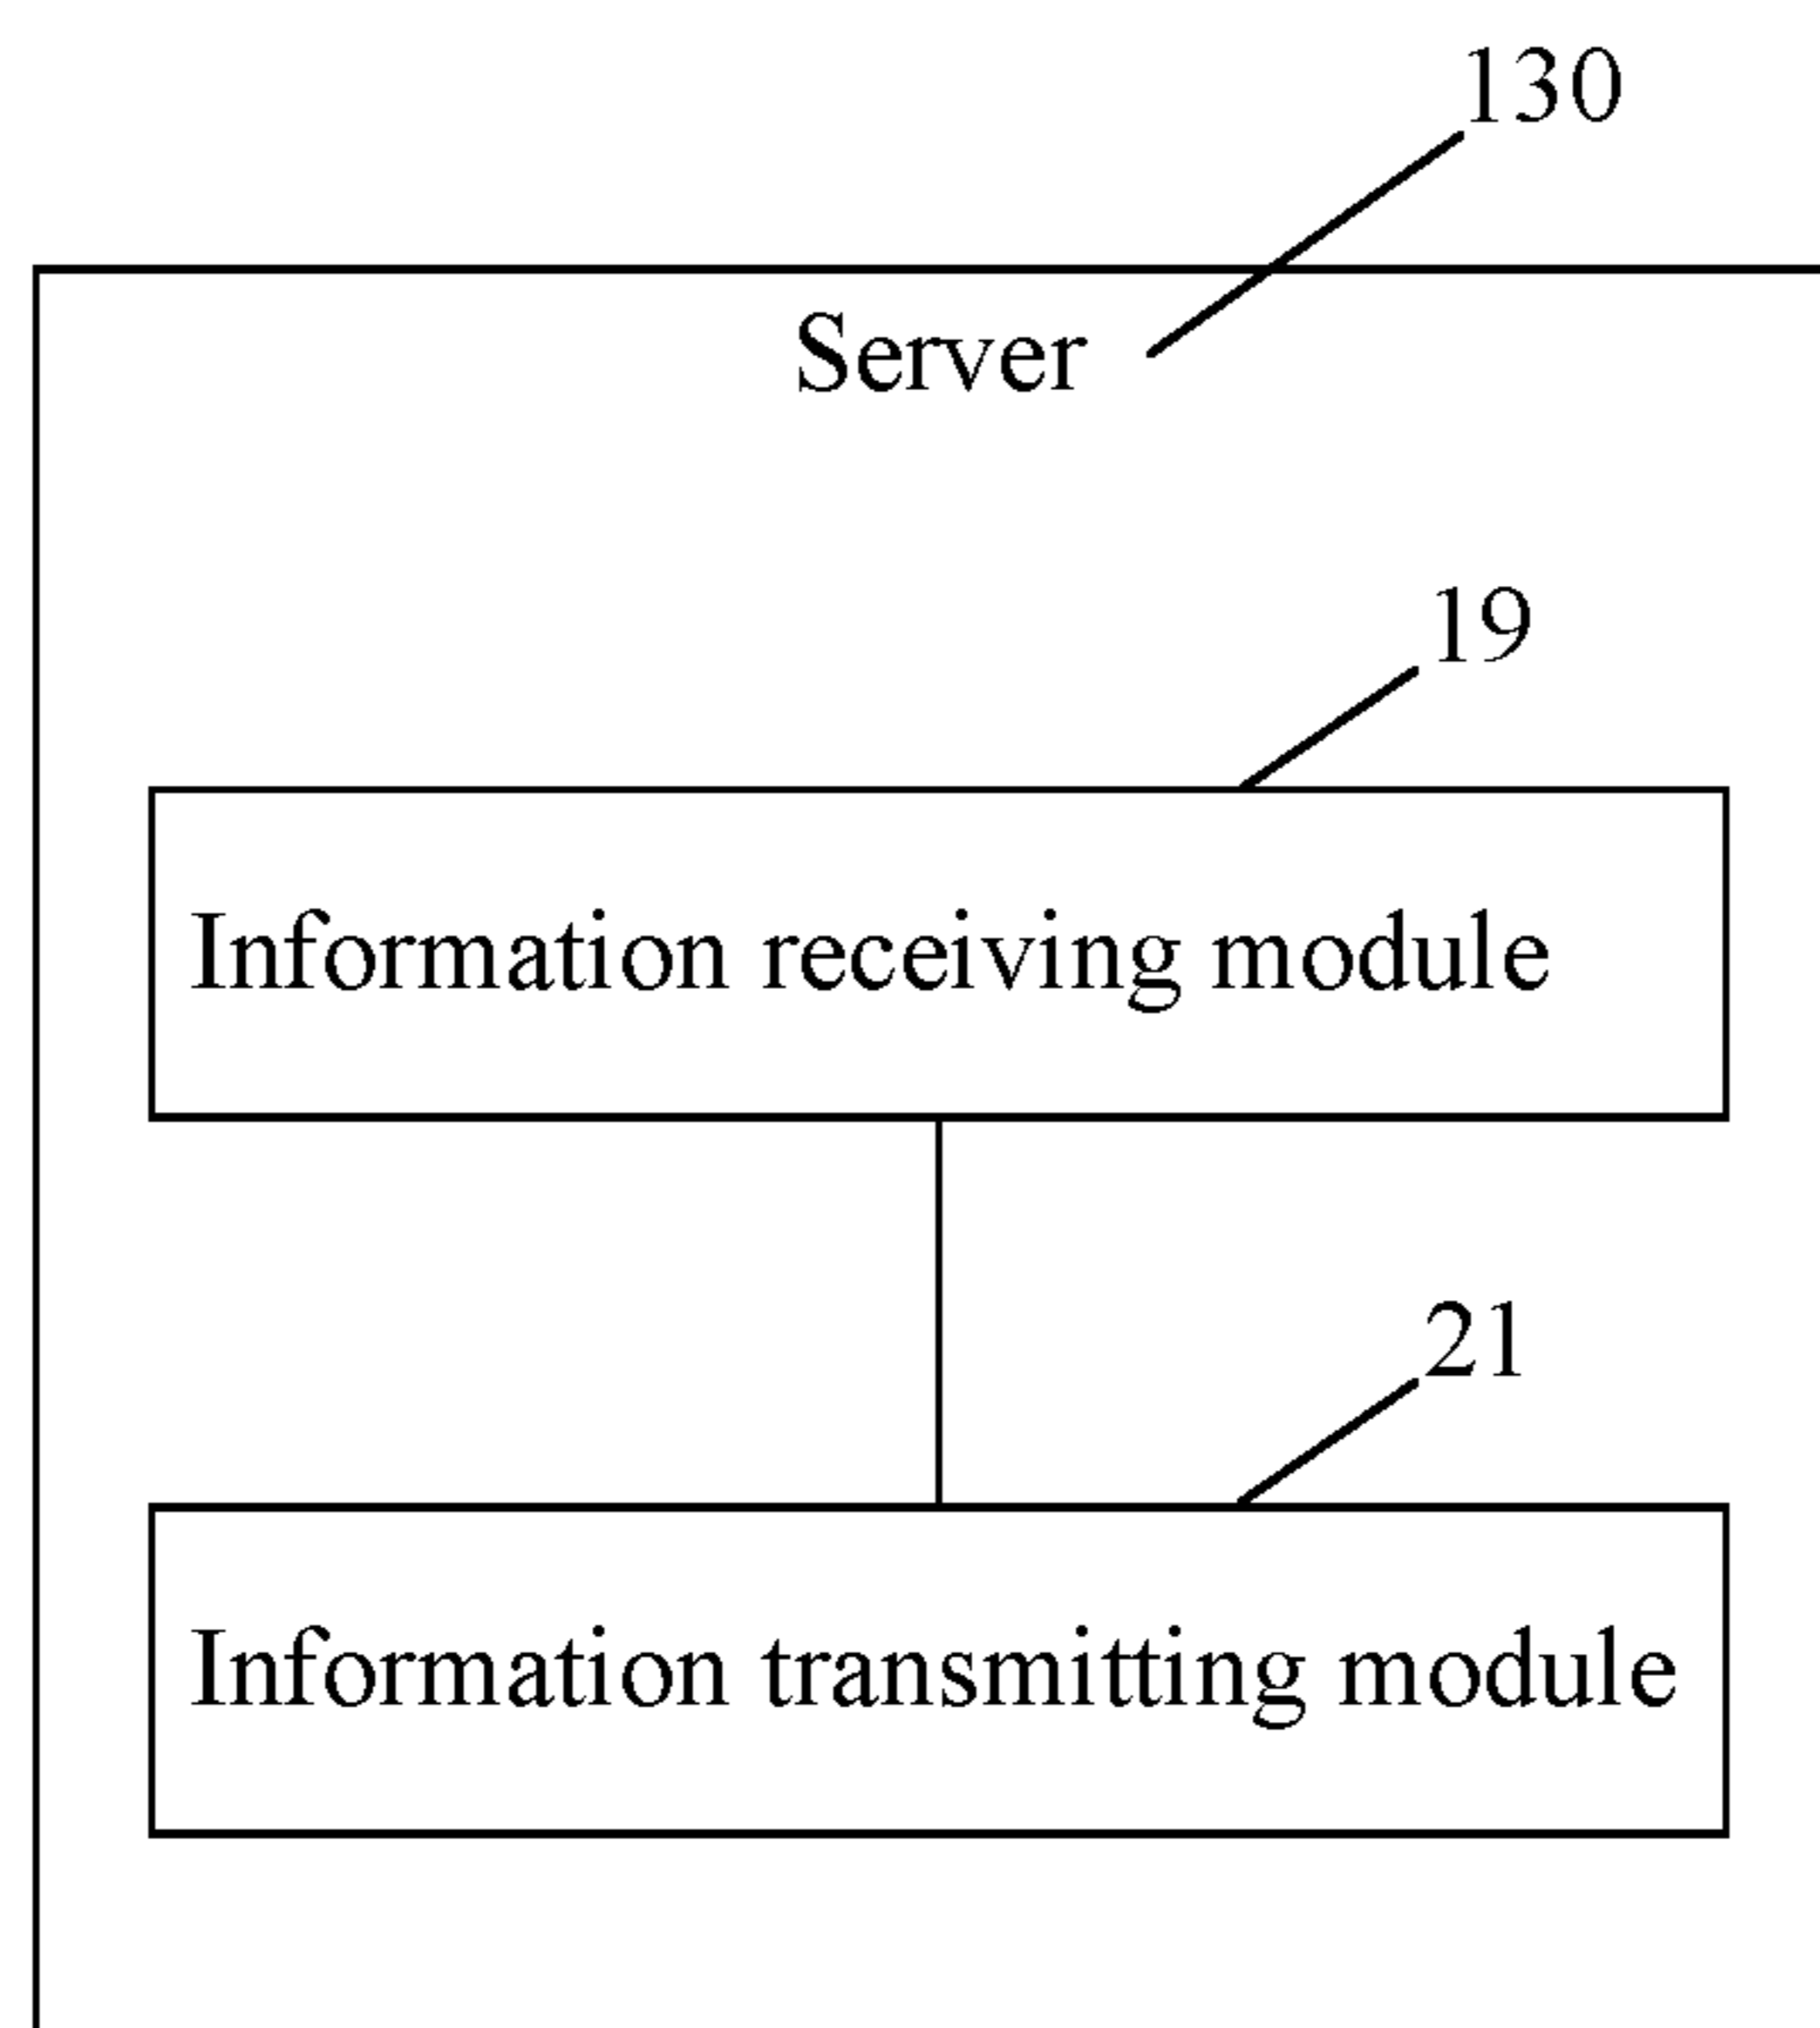 130
Server
19
Information receiving module
21
Information transmitting module